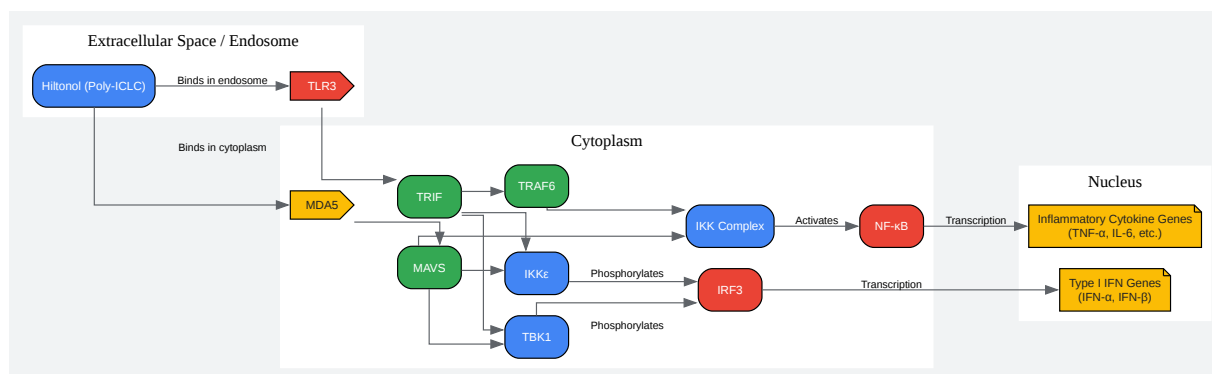 Extracellular Space / Endosome
Hiltonol (Poly-ICLC)
Binds in endosome
TLR3
Binds in cytoplasm
MDA5
Cytoplasm
TRIF
TRAF6
MAVS
IKKε
TBK1
IKK Complex
Activates
NF-κB
Phosphorylates
IRF3
Phosphorylates
Transcription
Transcription
Nucleus
Inflammatory Cytokine Genes
(TNF-α, IL-6, etc.)
Type I IFN Genes
(IFN-α, IFN-β)